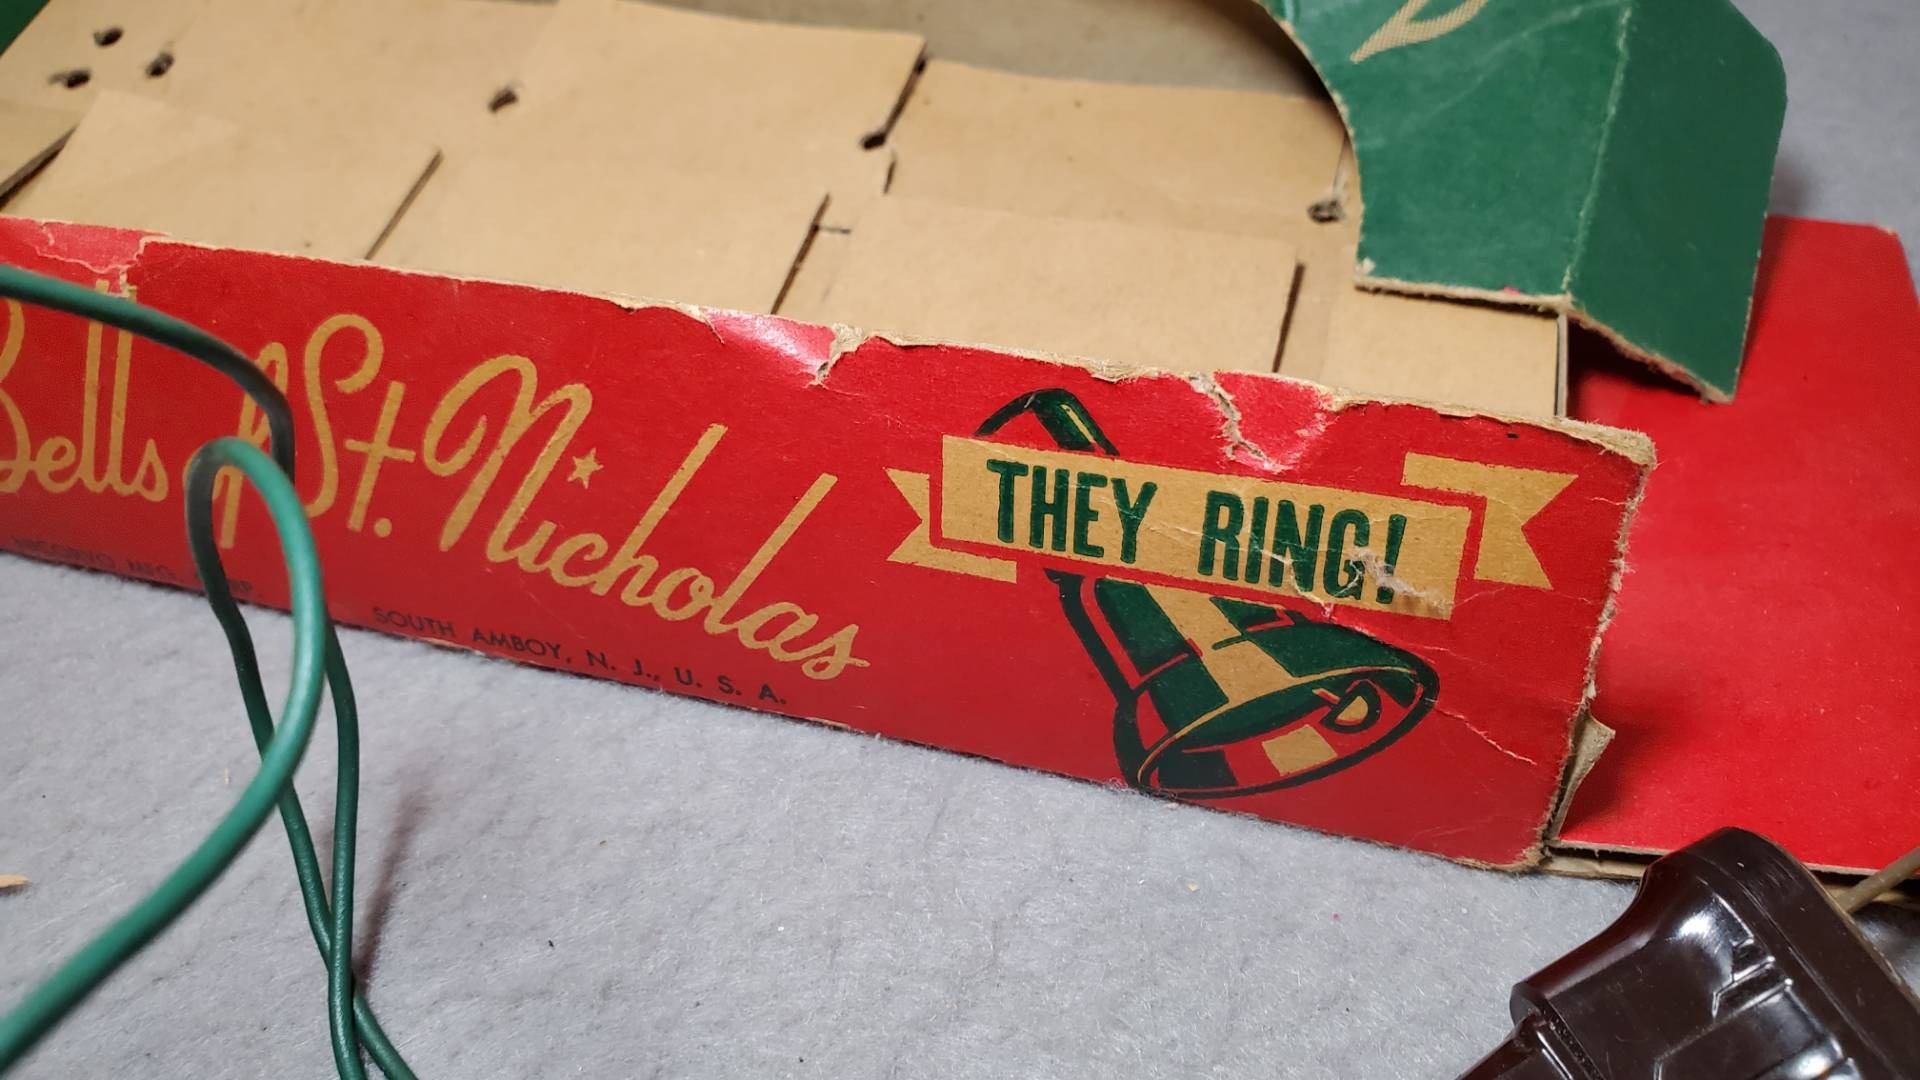 Bells of St. Nicholas
THEY RING!
SOUTH AMBOY, N. J., U. S. A.